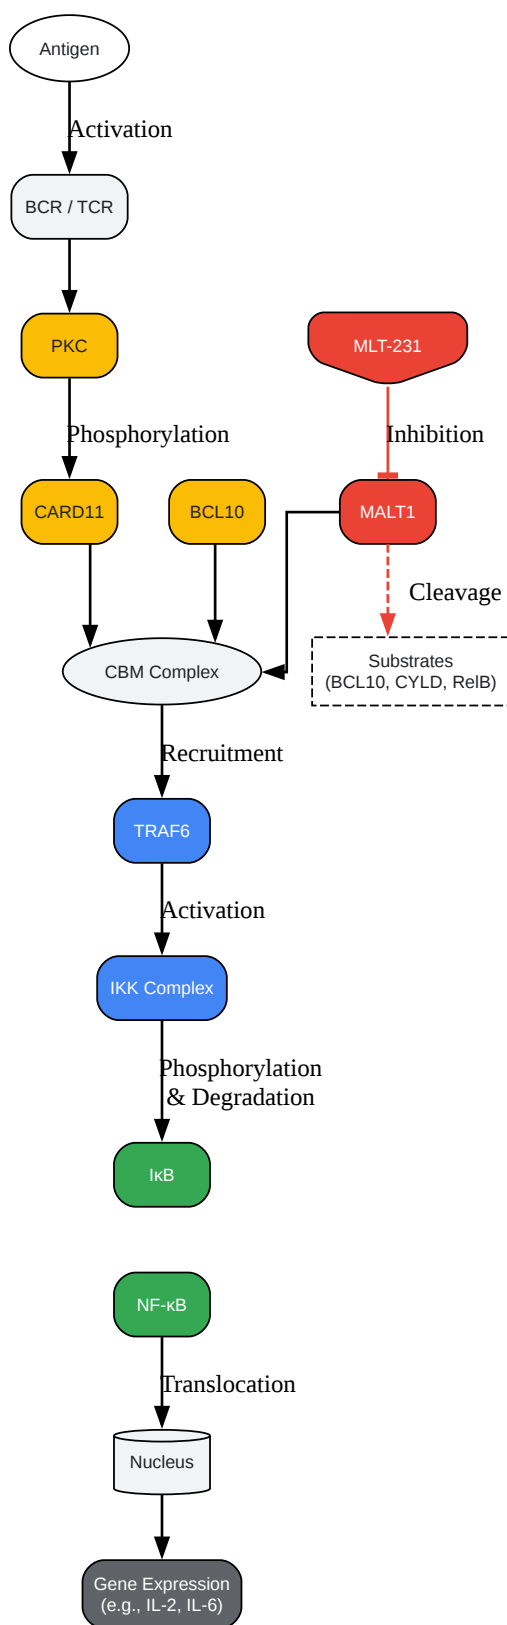 Antigen
Activation
BCR / TCR
PKC
MLT-231
Phosphorylation
Inhibition
CARD11
BCL10
MALT1
Cleavage
Substrates
(BCL10, CYLD, RelB)
CBM Complex
Recruitment
TRAF6
Activation
IKK Complex
Phosphorylation
& Degradation
IκB
NF-κB
Translocation
Nucleus
Gene Expression
(e.g., IL-2, IL-6)